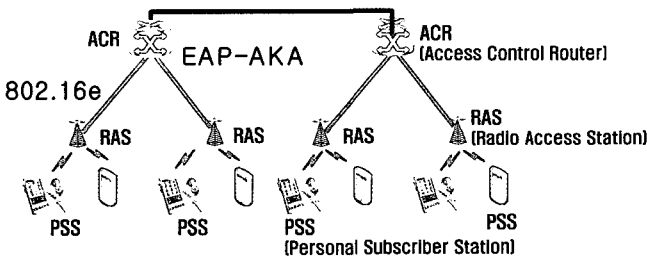 ACR
EAP-AKA
ACR
(Access Control Router)
802.16e
RAS
RAS
RAS
RAS
(Radio Access Station)
PSS
PSS
PSS
(Personal Subscriber Station)
PSS